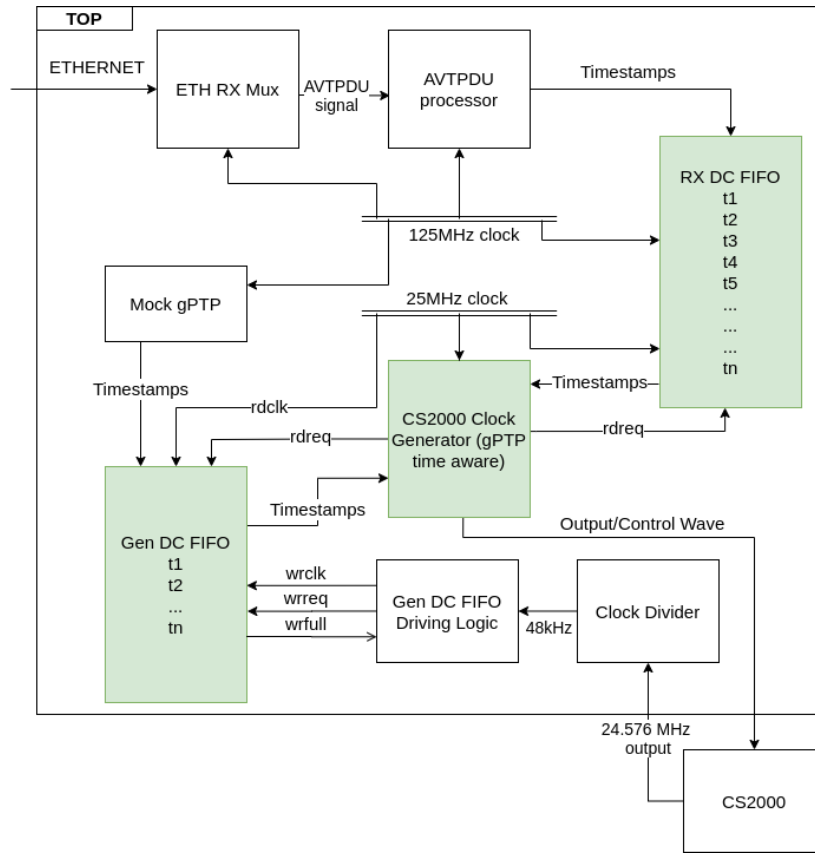 TOP
ETHERNET
ETH RX Mux
AVTPDU
signal
AVTPDU
processor
Timestamps
RX DC FIFO
t1
t2
t3
t4
t5
...
...
...
tn
125MHz clock
Mock gPTP
25MHz clock
Timestamps
rdclk
rdreq
CS2000 Clock
Generator (gPTP
time aware)
Timestamps
rdreq
Gen DC FIFO
t1
t2
...
tn
Timestamps
Output/Control Wave
wrclk
wrreq
wrfull
Gen DC FIFO
Driving Logic
48kHz
Clock Divider
24.576 MHz
output
CS2000